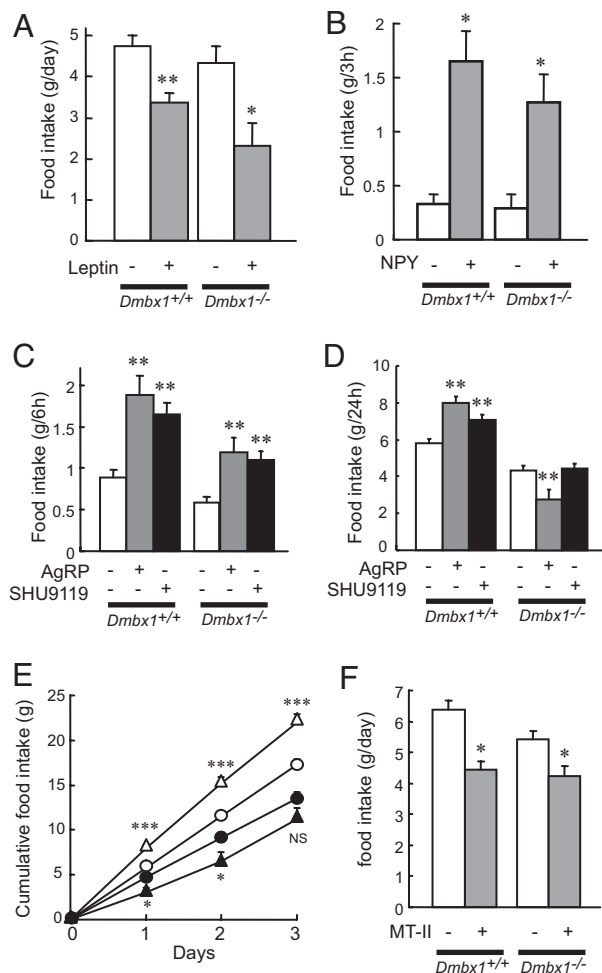 A
Food intake (g/day)
5
4
3
2
1
0
**
*
Leptin - + - +
Dmbx1+/+ Dmbx1-/-
B
Food intake (g/3h)
2
1.5
1
0.5
0
*
*
NPY - + - +
Dmbx1+/+ Dmbx1-/-
C
Food intake (g/6h)
2
1.5
1
0.5
0
**
**
**
**
AgRP - + - - + -
SHU9119 - - + - - +
Dmbx1+/+ Dmbx1-/-
D
Food intake (g/24h)
10
8
6
4
2
0
**
**
**
AgRP - + - - + -
SHU9119 - - + - - +
Dmbx1+/+ Dmbx1-/-
E
Cumulative food intake (g)
25
20
15
10
5
0
***
***
***
*
*
NS
0 1 2 3
Days
F
food intake (g/day)
7
6
5
4
3
2
1
0
*
*
MT-II - + - +
Dmbx1+/+ Dmbx1-/-